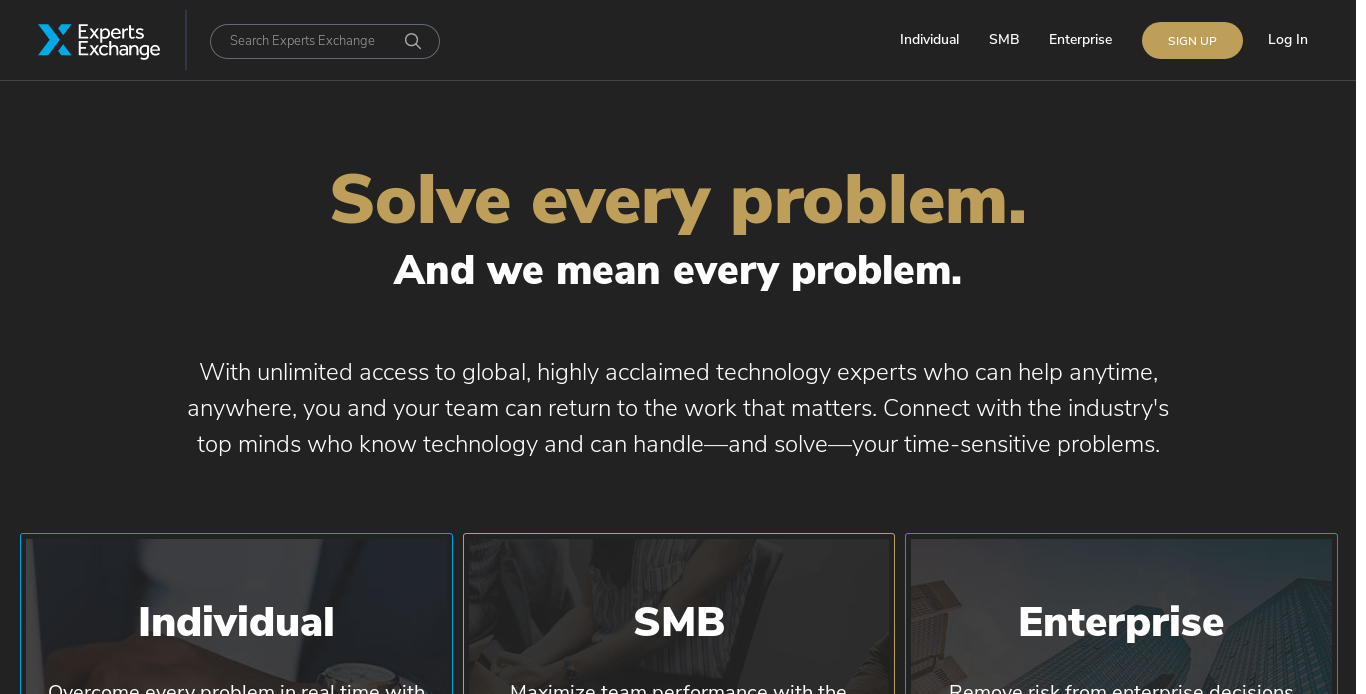 Experts
Exchange
Search Experts Exchange
Individual
SMB
Enterprise
SIGN UP
Log In
Solve every problem.
And we mean every problem.
With unlimited access to global, highly acclaimed technology experts who can help anytime,
anywhere, you and your team can return to the work that matters. Connect with the industry's
top minds who know technology and can handle—and solve—your time-sensitive problems.
Individual
Overcome every problem in real time with
SMB
Maximize team performance with the
Enterprise
Remove risk from enterprise decisions